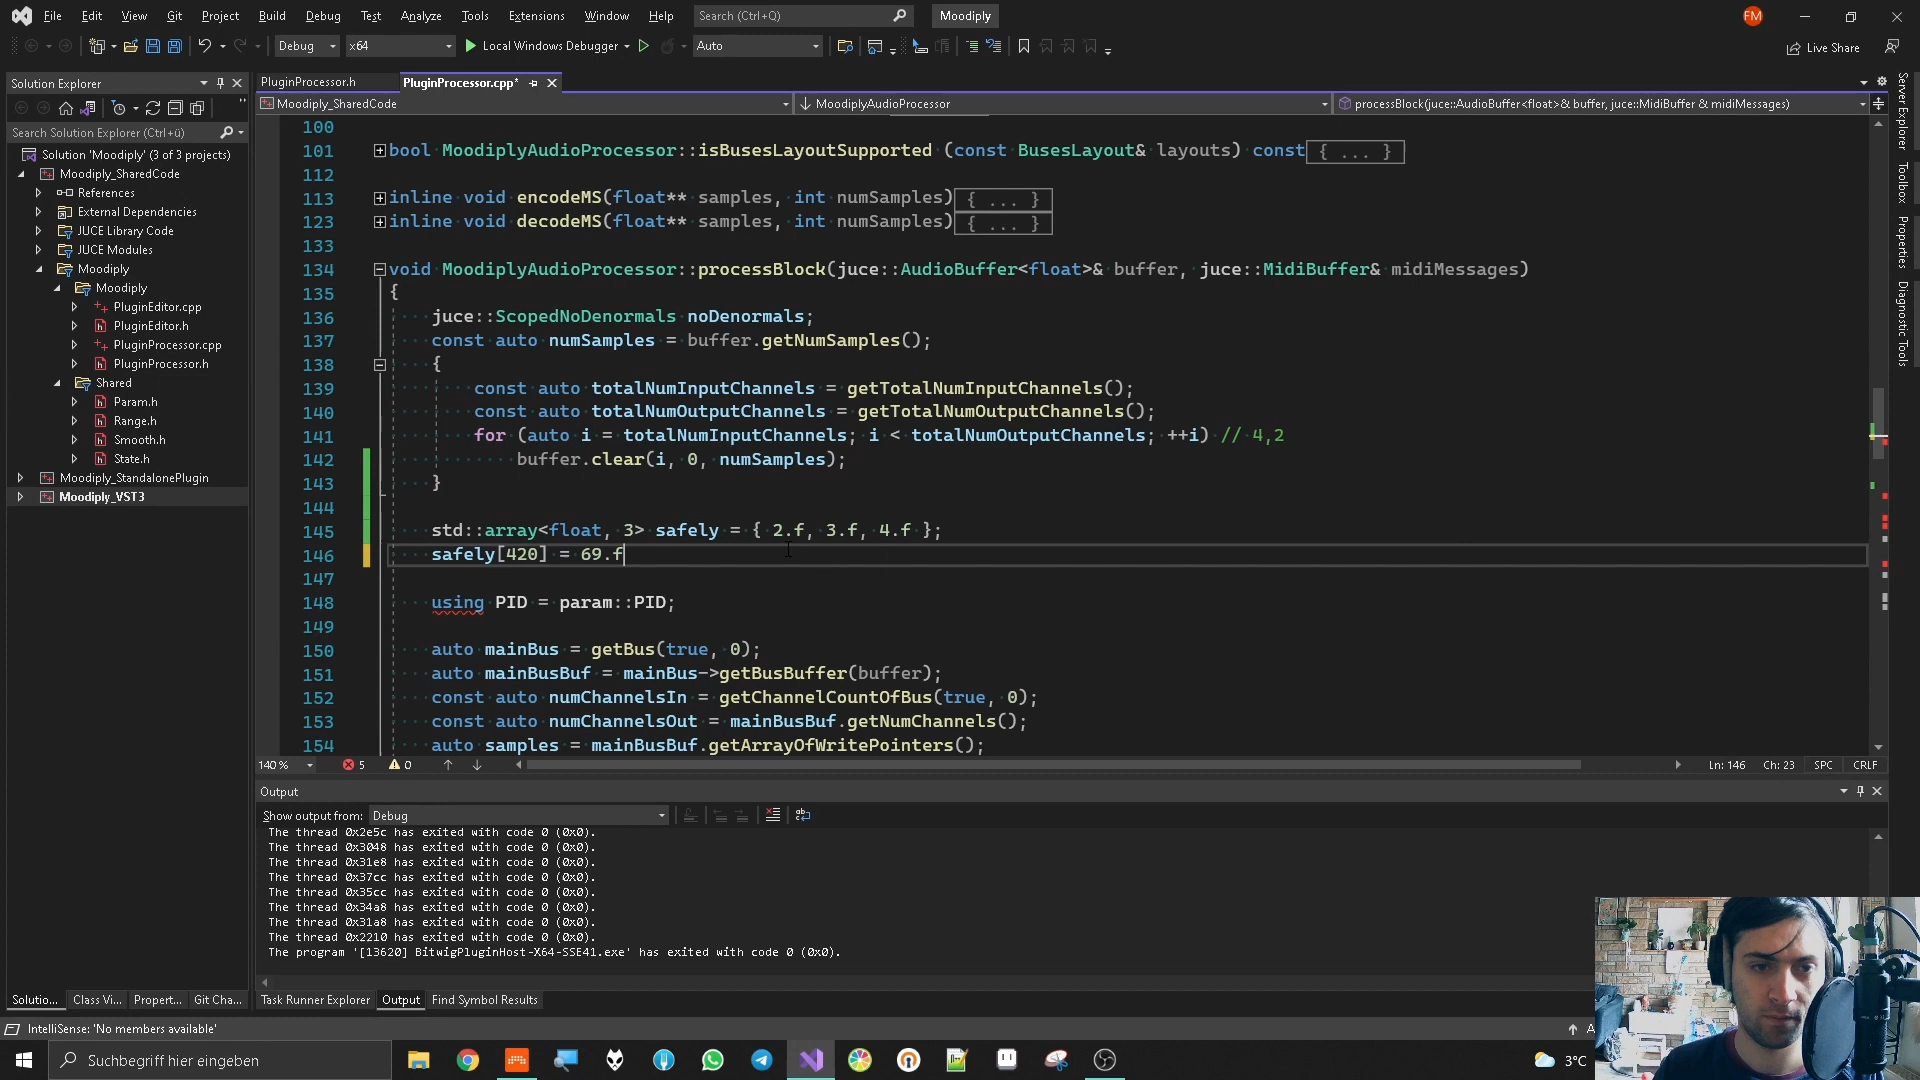 File Edit View Git Project Build Debug Test Analyze Tools Extensions Window Help Search (Ctrl+Q) Moodiply FM
Debug x64 Local Windows Debugger Auto Live Share
Solution Explorer
Search Solution Explorer (Ctrl+ü)
Solution 'Moodiply' (3 of 3 projects)
Moodiply_SharedCode
References
External Dependencies
JUCE Library Code
JUCE Modules
Moodiply
Moodiply
PluginEditor.cpp
PluginEditor.h
PluginProcessor.cpp
PluginProcessor.h
Shared
Param.h
Range.h
Smooth.h
State.h
Moodiply_StandalonePlugin
Moodiply_VST3
Solutio... Class Vi... Propert... Git Cha...
PluginProcessor.h PluginProcessor.cpp*
Moodiply_SharedCode MoodiplyAudioProcessor processBlock(juce::AudioBuffer<float>& buffer, juce::MidiBuffer & midiMessages)
100
101 bool MoodiplyAudioProcessor::isBusesLayoutSupported (const BusesLayout& layouts) const{ ... }
112
113 inline void encodeMS(float** samples, int numSamples){ ... }
123 inline void decodeMS(float** samples, int numSamples){ ... }
133
134 void MoodiplyAudioProcessor::processBlock(juce::AudioBuffer<float>& buffer, juce::MidiBuffer& midiMessages)
135 {
136 juce::ScopedNoDenormals noDenormals;
137 const auto numSamples = buffer.getNumSamples();
138 {
139 const auto totalNumInputChannels = getTotalNumInputChannels();
140 const auto totalNumOutputChannels = getTotalNumOutputChannels();
141 for (auto i = totalNumInputChannels; i < totalNumOutputChannels; ++i) // 4,2
142 buffer.clear(i, 0, numSamples);
143 }
144
145 std::array<float, 3> safely = { 2.f, 3.f, 4.f };
146 safely[420] = 69.f
147
148 using PID = param::PID;
149
150 auto mainBus = getBus(true, 0);
151 auto mainBusBuf = mainBus->getBusBuffer(buffer);
152 const auto numChannelsIn = getChannelCountOfBus(true, 0);
153 const auto numChannelsOut = mainBusBuf.getNumChannels();
154 auto samples = mainBusBuf.getArrayOfWritePointers();
140 % 5 0 Ln: 146 Ch: 23 SPC CRLF
Output
Show output from: Debug
The thread 0x2e5c has exited with code 0 (0x0).
The thread 0x3048 has exited with code 0 (0x0).
The thread 0x31e8 has exited with code 0 (0x0).
The thread 0x37cc has exited with code 0 (0x0).
The thread 0x35cc has exited with code 0 (0x0).
The thread 0x34a8 has exited with code 0 (0x0).
The thread 0x31a8 has exited with code 0 (0x0).
The thread 0x2210 has exited with code 0 (0x0).
The program '[13620] BitwigPluginHost-X64-SSE41.exe' has exited with code 0 (0x0).
Task Runner Explorer Output Find Symbol Results
Server Explorer
Toolbox
Properties
Diagnostic Tools
IntelliSense: 'No members available'
Suchbegriff hier eingeben 3°C